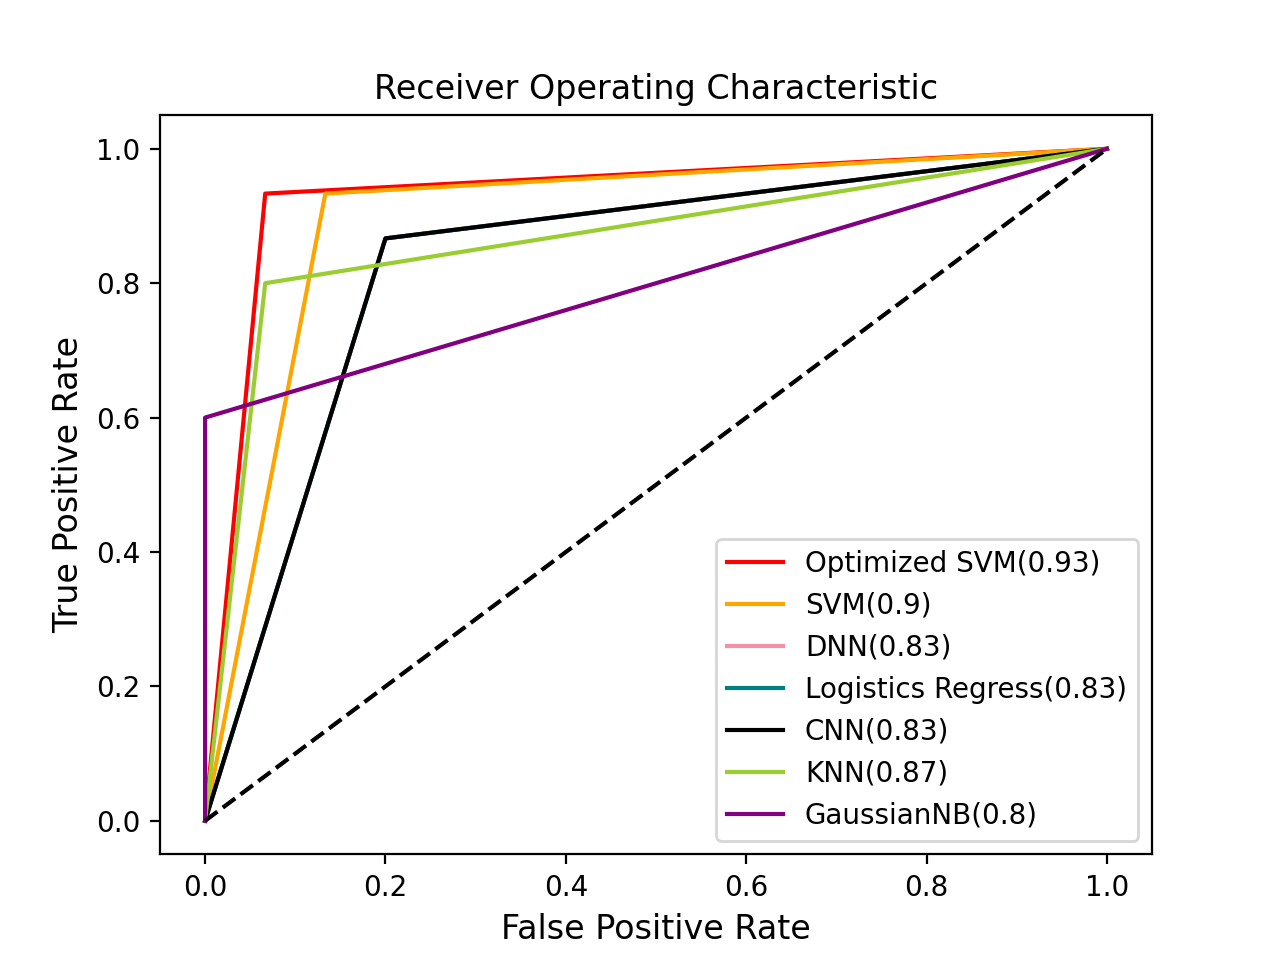 Receiver Operating Characteristic
True Positive Rate
1.0
0.8
0.6
0.4
0.2
0.0
Optimized SVM(0.93)
SVM(0.9)
DNN(0.83)
Logistics Regress(0.83)
CNN(0.83)
KNN(0.87)
GaussianNB(0.8)
0.0 0.2 0.4 0.6 0.8 1.0
False Positive Rate